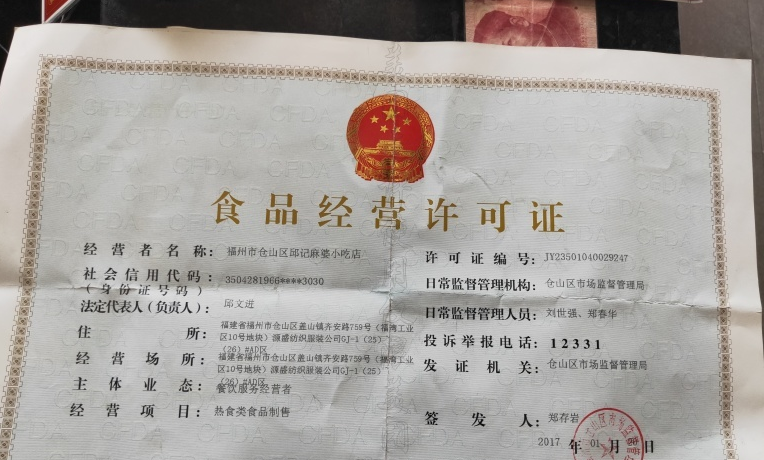 食品经营许可证
经营者名称： 福州市仓山区邱记麻婆小吃店
社会信用代码： 3504281966****3030
（身份证号码）
法定代表人（负责人）： 邱文进
住所： 福建省福州市仓山区盖山镇齐安路759号（福湾工业
区10号地块）源盛纺织服装公司GJ-1（25）
（26）#AD区
经营场所： 福建省福州市仓山区盖山镇齐安路759号（福湾工业
区10号地块）源盛纺织服装公司GJ-1（25）
（26）#AD区
主体业态： 餐饮服务经营者
经营项目： 热食类食品制售
许可证编号： JY23501040029247
日常监督管理机构： 仓山区市场监督管理局
日常监督管理人员： 刘世强、郑春华
投诉举报电话： 12331
发证机关： 仓山区市场监督管理局
签发人： 郑存岩
2017 年 01 月 日